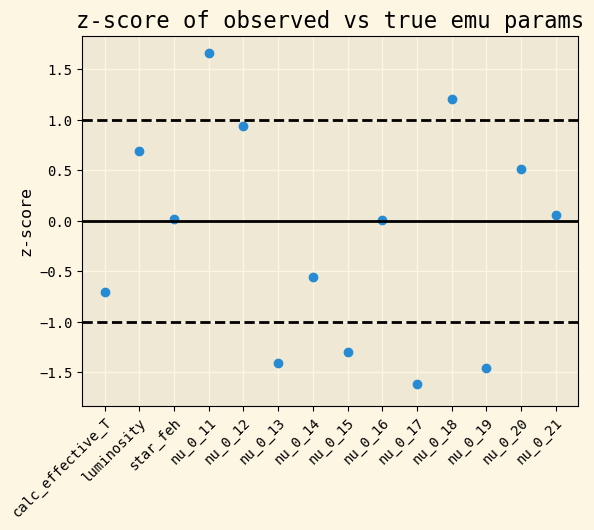 z-score of observed vs true emu params
z-score
1.5
1.0
0.5
0.0
−0.5
−1.0
−1.5
calc_effective_T
luminosity
star_feh
nu_0_11
nu_0_12
nu_0_13
nu_0_14
nu_0_15
nu_0_16
nu_0_17
nu_0_18
nu_0_19
nu_0_20
nu_0_21